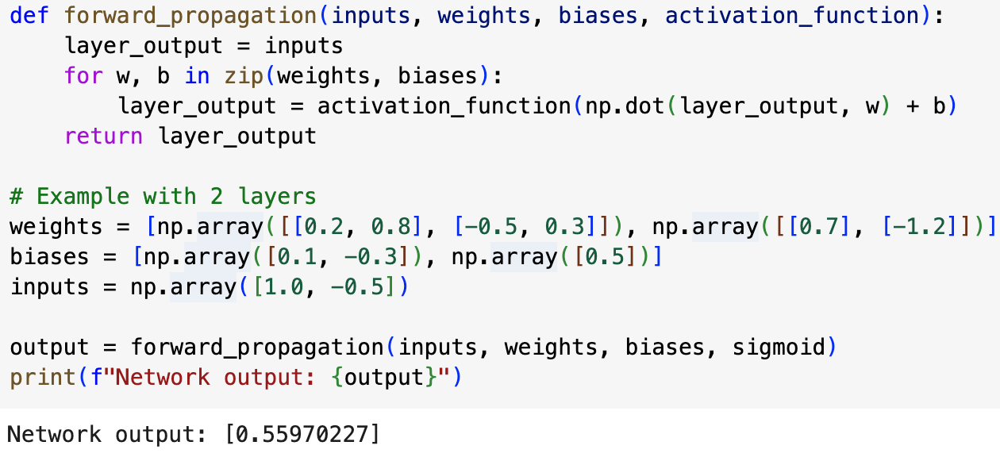 def forward_propagation(inputs, weights, biases, activation_function):
    layer_output = inputs
    for w, b in zip(weights, biases):
        layer_output = activation_function(np.dot(layer_output, w) + b)
    return layer_output

# Example with 2 layers
weights = [np.array([[0.2, 0.8], [-0.5, 0.3]]), np.array([[0.7], [-1.2]])]
biases = [np.array([0.1, -0.3]), np.array([0.5])]
inputs = np.array([1.0, -0.5])

output = forward_propagation(inputs, weights, biases, sigmoid)
print(f"Network output: {output}")
Network output: [0.55970227]